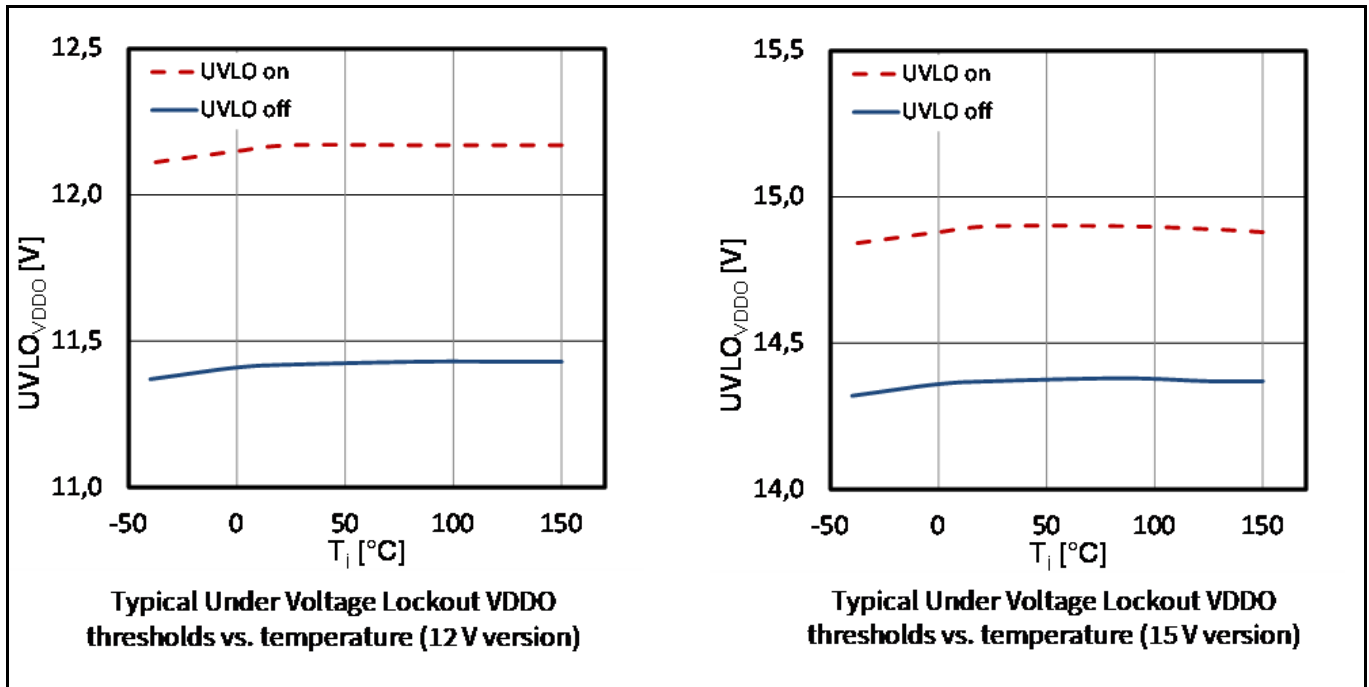 12,5
12,0
11,5
11,0
UVLO on
UVLO off
UVLOVDDO [V]
-50 0 50 100 150
Tj [°C]
Typical Under Voltage Lockout VDDO
thresholds vs. temperature (12 V version)
15,5
15,0
14,5
14,0
UVLO on
UVLO off
UVLOVDDO [V]
-50 0 50 100 150
Tj [°C]
Typical Under Voltage Lockout VDDO
thresholds vs. temperature (15 V version)